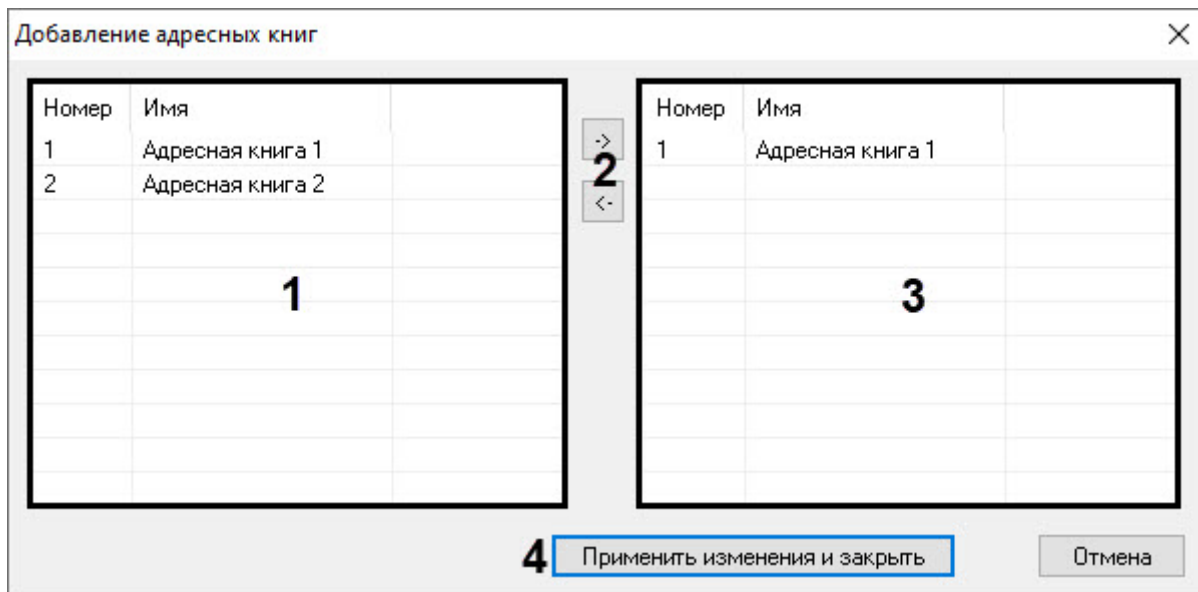 Добавление адресных книг
Номер Имя
1 Адресная книга 1
2 Адресная книга 2
1
->
2
<-
Номер Имя
1 Адресная книга 1
3
4 Применить изменения и закрыть
Отмена